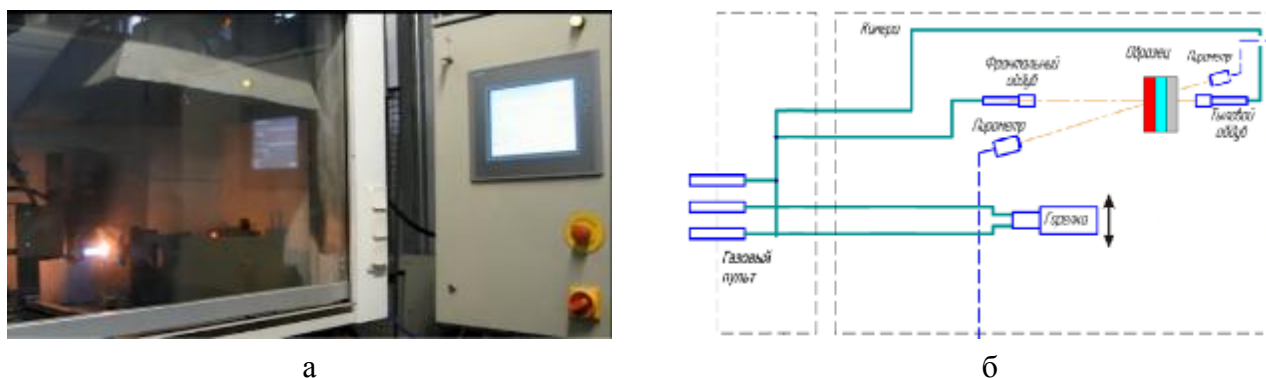 Камера
Фронтальный
обдув
Образец
Пирометр
Тыловой
обдув
Пирометр
Горелка
Газовый
пульт
а
б